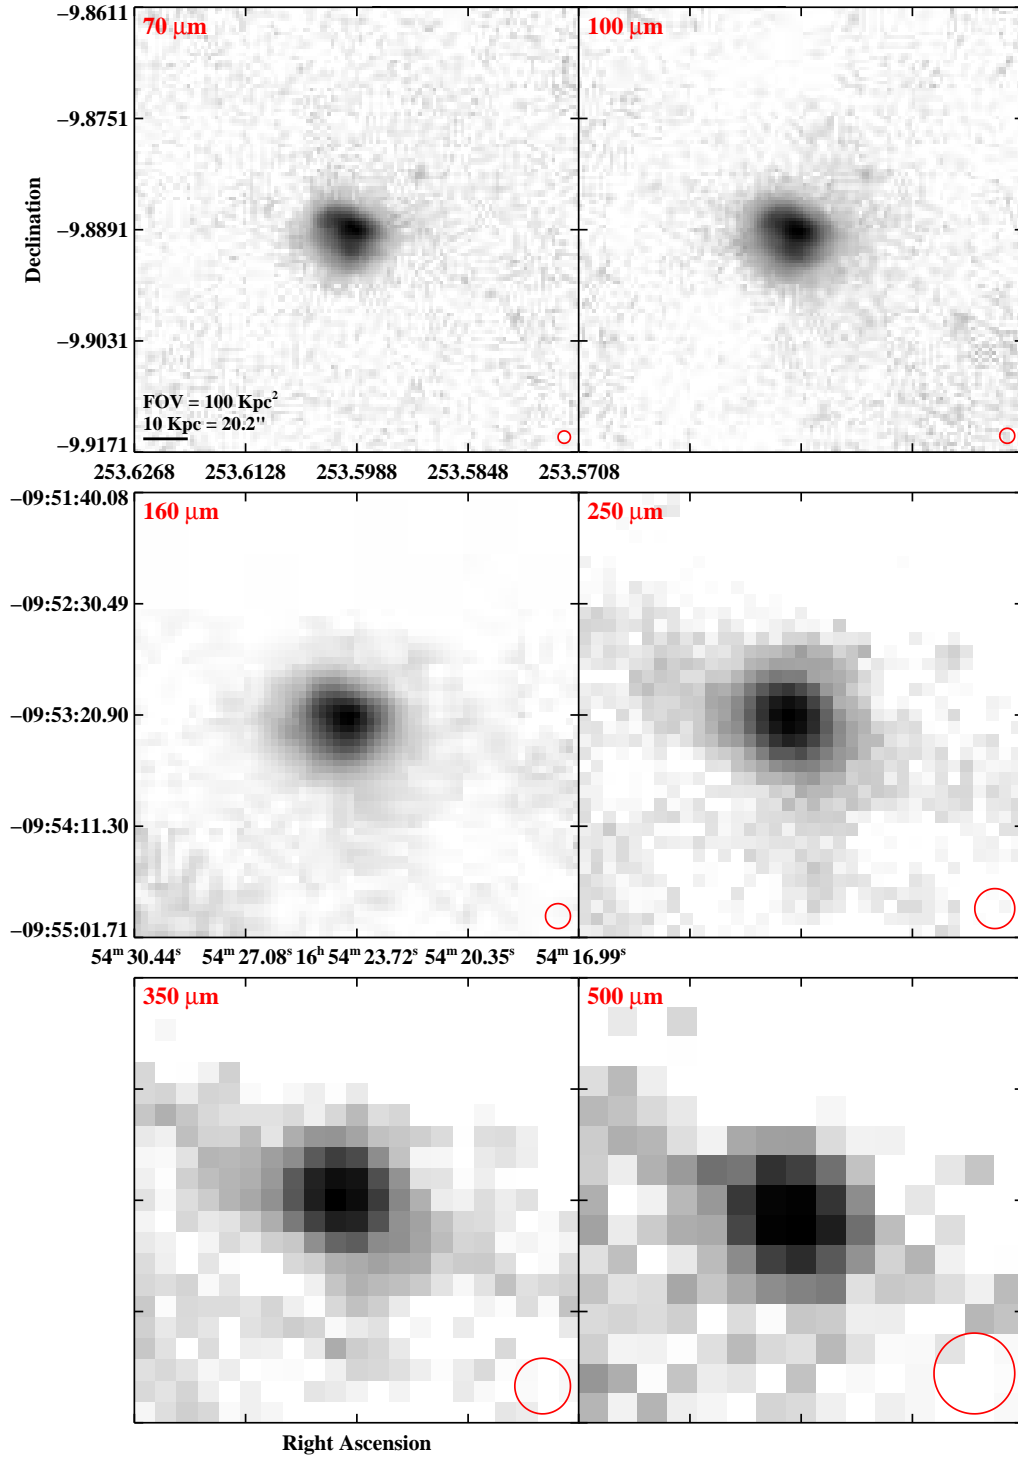 −9.8611
70 μm
100 μm
−9.8751
Declination
−9.8891
−9.9031
FOV = 100 Kpc²
10 Kpc = 20.2"
−9.9171
253.6268 253.6128 253.5988 253.5848 253.5708
−09:51:40.08
160 μm
250 μm
−09:52:30.49
−09:53:20.90
−09:54:11.30
−09:55:01.71
54ᵐ 30.44ˢ 54ᵐ 27.08ˢ 16ʰ 54ᵐ 23.72ˢ 54ᵐ 20.35ˢ 54ᵐ 16.99ˢ
350 μm
500 μm
Right Ascension